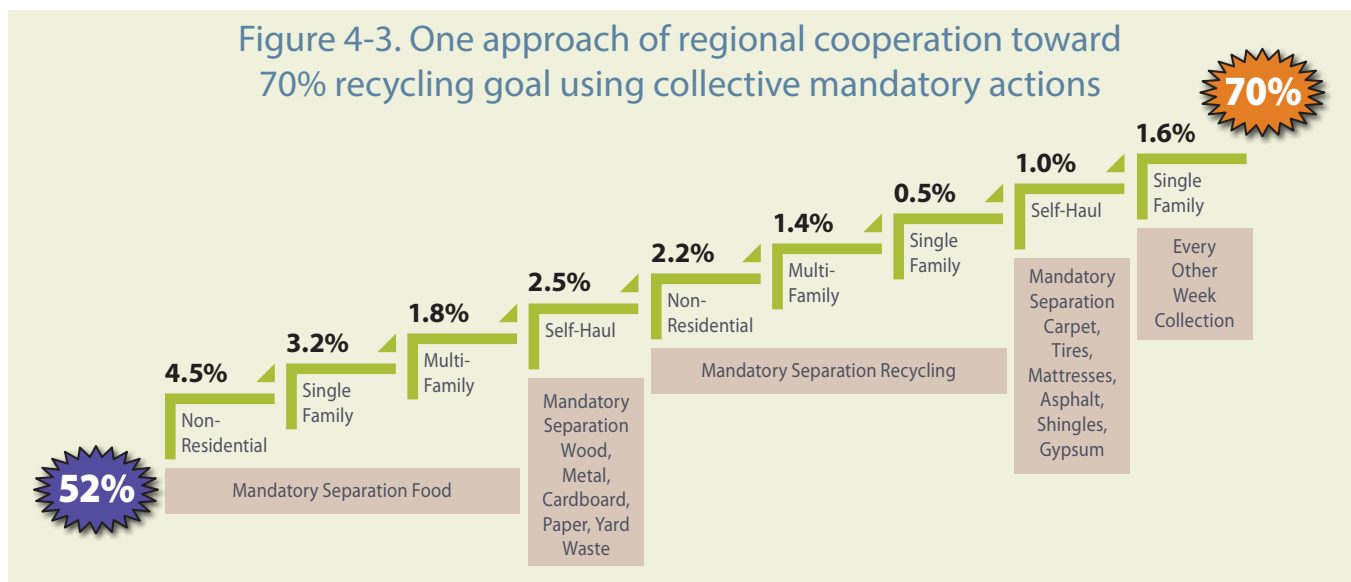 Figure 4-3. One approach of regional cooperation toward
70% recycling goal using collective mandatory actions
52%
4.5%
Non-
Residential
3.2%
Single
Family
1.8%
Multi-
Family
Mandatory Separation Food
2.5%
Self-Haul
Mandatory
Separation
Wood,
Metal,
Cardboard,
Paper, Yard
Waste
2.2%
Non-
Residential
1.4%
Multi-
Family
0.5%
Single
Family
Mandatory Separation Recycling
1.0%
Self-Haul
Mandatory
Separation
Carpet,
Tires,
Mattresses,
Asphalt,
Shingles,
Gypsum
1.6%
Single
Family
Every
Other
Week
Collection
70%